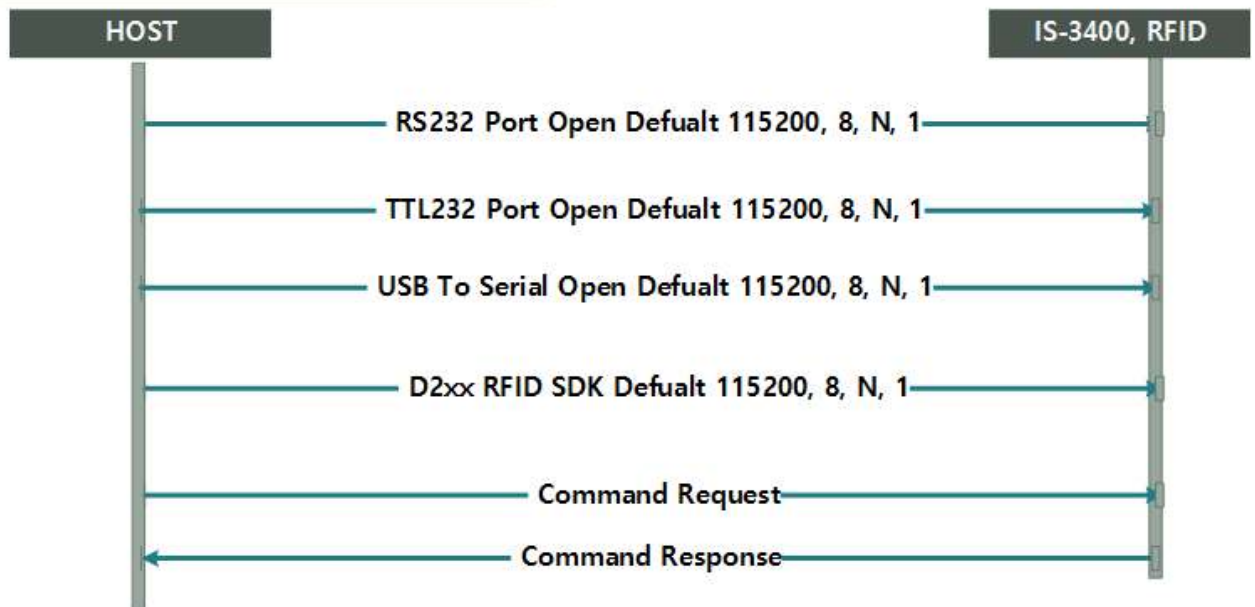 HOST
IS-3400, RFID
RS232 Port Open Defualt 115200, 8, N, 1
TTL232 Port Open Defualt 115200, 8, N, 1
USB To Serial Open Defualt 115200, 8, N, 1
D2xx RFID SDK Defualt 115200, 8, N, 1
Command Request
Command Response